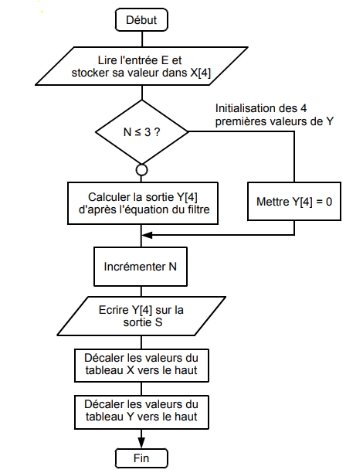 Début
Lire l'entrée E et
stocker sa valeur dans X[4]
Initialisation des 4
premières valeurs de Y
N ≤ 3 ?
Calculer la sortie Y[4]
d'après l'équation du filtre
Mettre Y[4] = 0
Incrémenter N
Ecrire Y[4] sur la
sortie S
Décaler les valeurs du
tableau X vers le haut
Décaler les valeurs du
tableau Y vers le haut
Fin